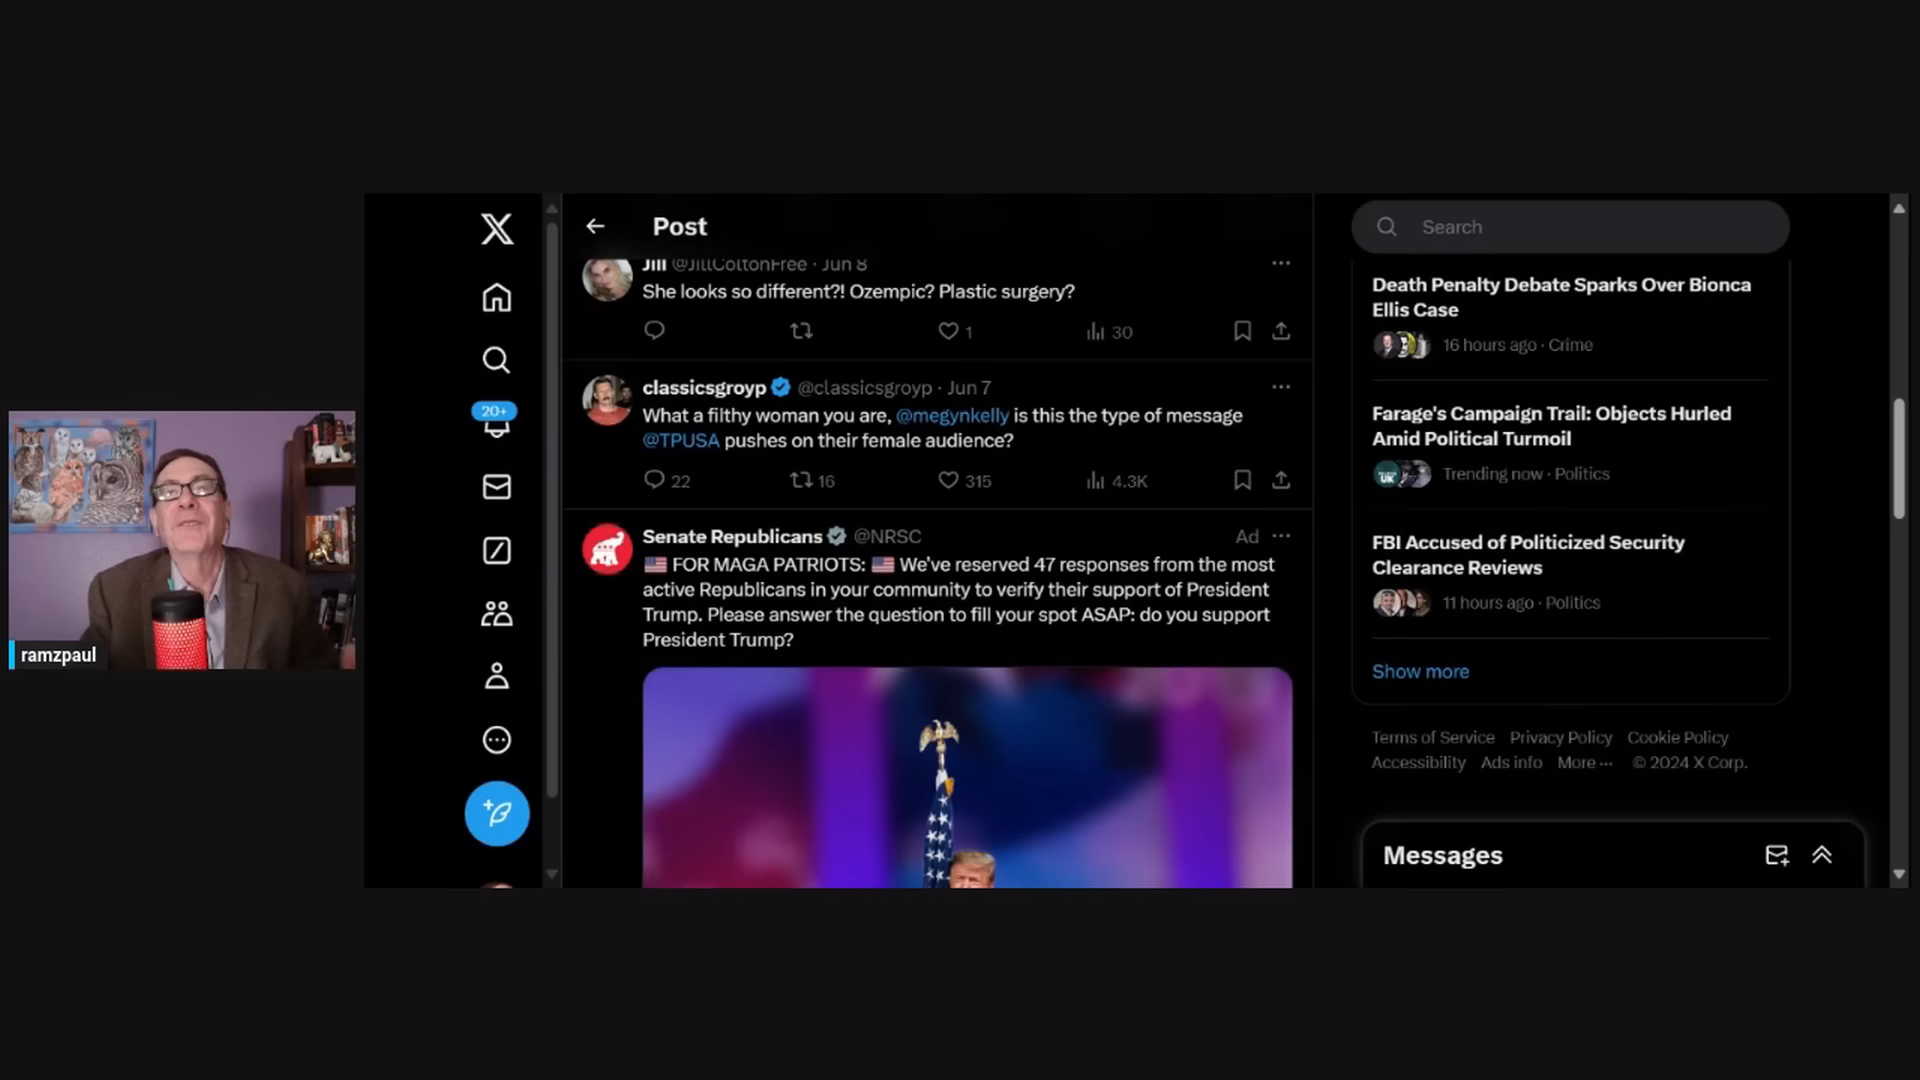 Post
Search
Jill @JillColtonFree · Jun 8
She looks so different?! Ozempic? Plastic surgery?
1
30
classicsgroyp @classicsgroyp · Jun 7
What a filthy woman you are, @megynkelly is this the type of message
@TPUSA pushes on their female audience?
22
16
315
4.3K
Senate Republicans @NRSC
Ad
FOR MAGA PATRIOTS: We've reserved 47 responses from the most
active Republicans in your community to verify their support of President
Trump. Please answer the question to fill your spot ASAP: do you support
President Trump?
20+
ramzpaul
Death Penalty Debate Sparks Over Bionca
Ellis Case
16 hours ago · Crime
Farage's Campaign Trail: Objects Hurled
Amid Political Turmoil
Trending now · Politics
FBI Accused of Politicized Security
Clearance Reviews
11 hours ago · Politics
Show more
Terms of Service Privacy Policy Cookie Policy
Accessibility Ads info More ··· © 2024 X Corp.
Messages